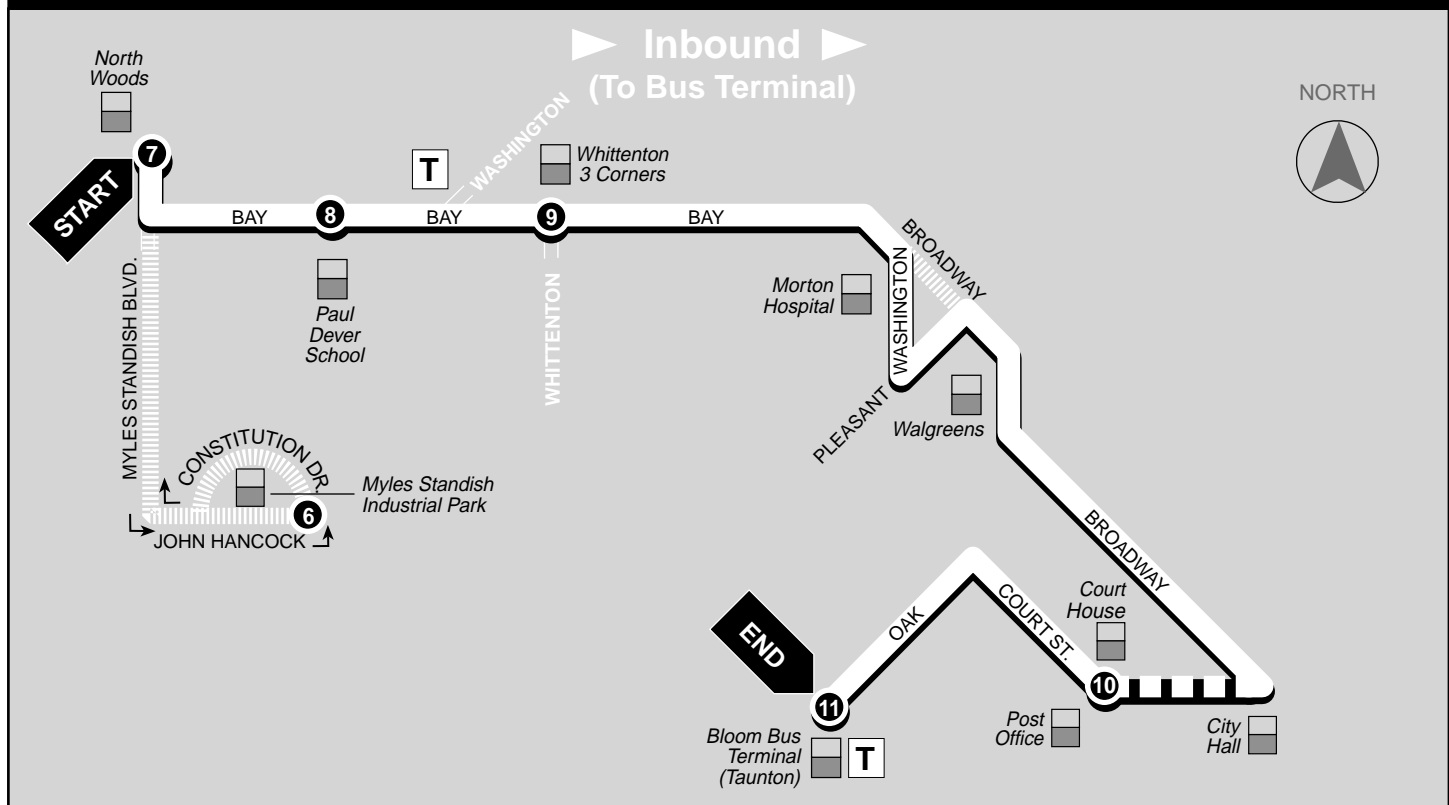 Inbound
(To Bus Terminal)
NORTH
North
Woods
7
START
BAY
8
T
BAY
WASHINGTON
Whittenton
3 Corners
9
BAY
BROADWAY
Paul
Dever
School
WHITTENTON
Morton
Hospital
WASHINGTON
PLEASANT
Walgreens
MYLES STANDISH BLVD.
CONSTITUTION DR.
Myles Standish
Industrial Park
6
JOHN HANCOCK
BROADWAY
Court
House
COURT ST.
OAK
END
10
11
Post
Office
City
Hall
Bloom Bus
Terminal
(Taunton)
T